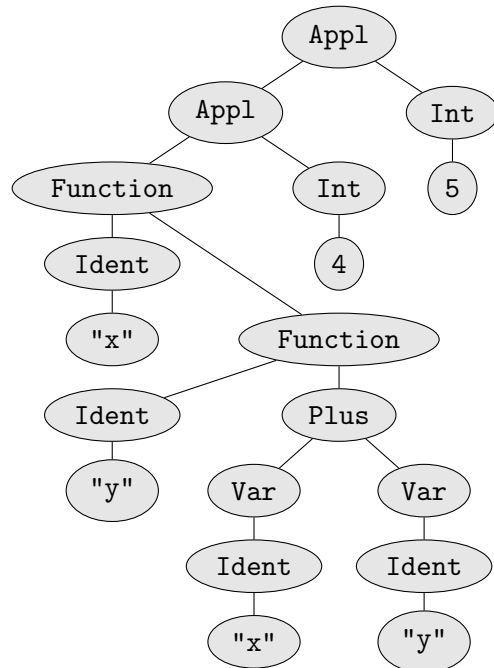 Appl
Appl Int
Function Int 5
Ident 4
"x" Function
Ident Plus
"y" Var Var
Ident Ident
"x" "y"